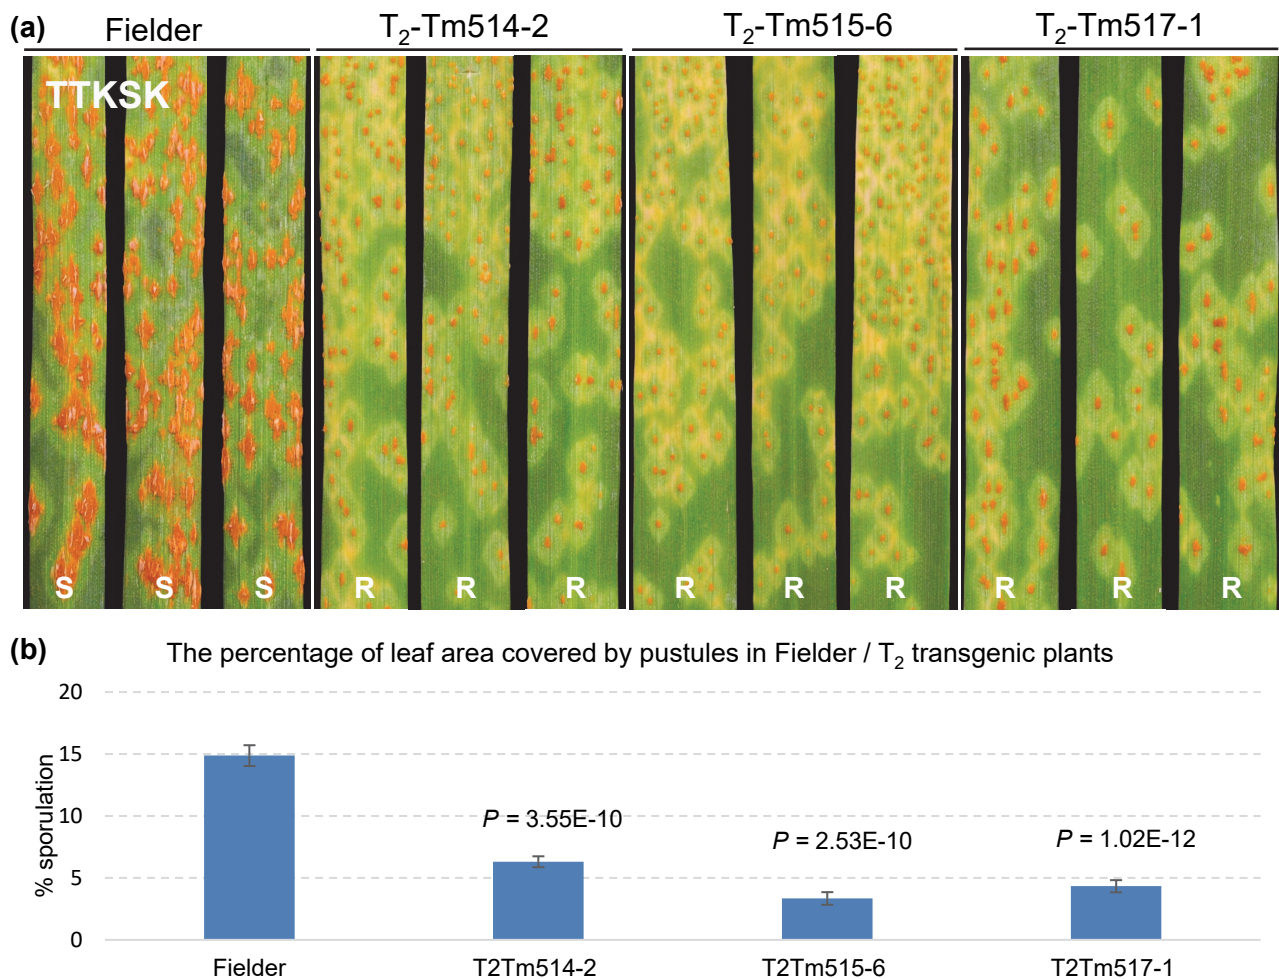 (a) Fielder T₂-Tm514-2 T₂-Tm515-6 T₂-Tm517-1
TTKSK
S S S R R R R R R R R R
(b) The percentage of leaf area covered by pustules in Fielder / T₂ transgenic plants
% sporulation
20
15
10
5
0
P = 3.55E-10
P = 2.53E-10
P = 1.02E-12
Fielder T2Tm514-2 T2Tm515-6 T2Tm517-1